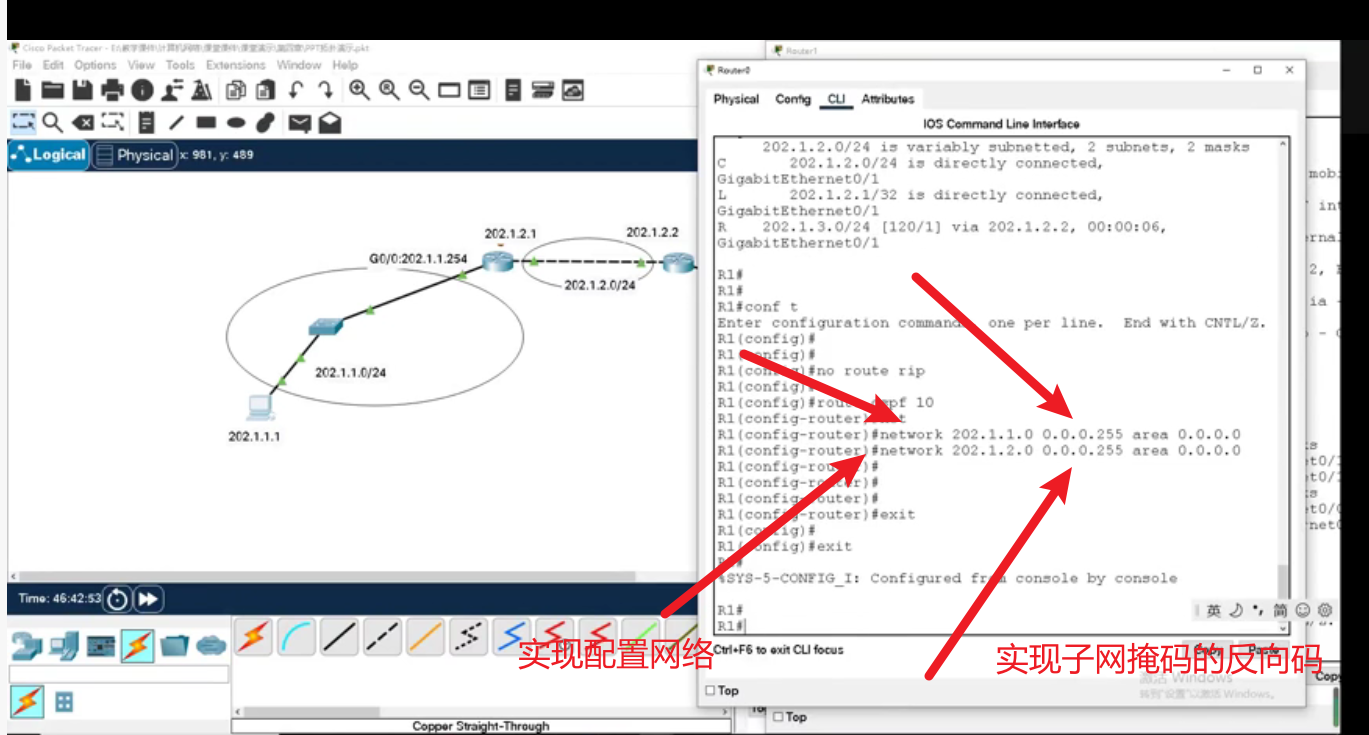 Cisco Packet Tracer - E:\教学课件\计算机网络\课堂课件\课堂演示\第四章\PPT拓扑演示.pkt
File Edit Options View Tools Extensions Window Help
Logical Physical x: 981, y: 489
202.1.2.1
202.1.2.2
G0/0:202.1.1.254
202.1.2.0/24
202.1.1.0/24
202.1.1.1
Time: 46:42:53
Copper Straight-Through
实现配置网络
Router1
Router0
Physical Config CLI Attributes
IOS Command Line Interface
202.1.2.0/24 is variably subnetted, 2 subnets, 2 masks
C 202.1.2.0/24 is directly connected,
GigabitEthernet0/1
L 202.1.2.1/32 is directly connected,
GigabitEthernet0/1
R 202.1.3.0/24 [120/1] via 202.1.2.2, 00:00:06,
GigabitEthernet0/1
R1#
R1#
R1#conf t
Enter configuration commands, one per line. End with CNTL/Z.
R1(config)#
R1(config)#
R1(config)#no route rip
R1(config)#
R1(config)#route ospf 10
R1(config-router)#
R1(config-router)#network 202.1.1.0 0.0.0.255 area 0.0.0.0
R1(config-router)#network 202.1.2.0 0.0.0.255 area 0.0.0.0
R1(config-router)#
R1(config-router)#
R1(config-router)#
R1(config-router)#exit
R1(config)#
R1(config)#exit
R1#
%SYS-5-CONFIG_I: Configured from console by console
R1#
R1#
英 简
Ctrl+F6 to exit CLI focus
Copy Paste
实现子网掩码的反向码
激活 Windows
转到"设置"以激活 Windows。
Top
Top
Copy